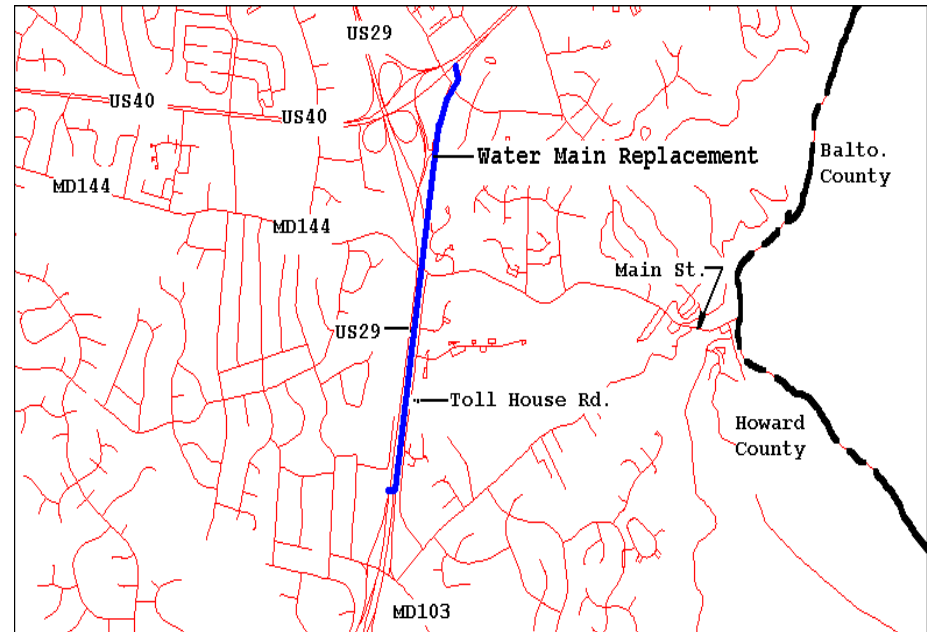 US29
US40
US40
Water Main Replacement
Balto.
County
MD144
MD144
Main St.
US29
Toll House Rd.
Howard
County
MD103